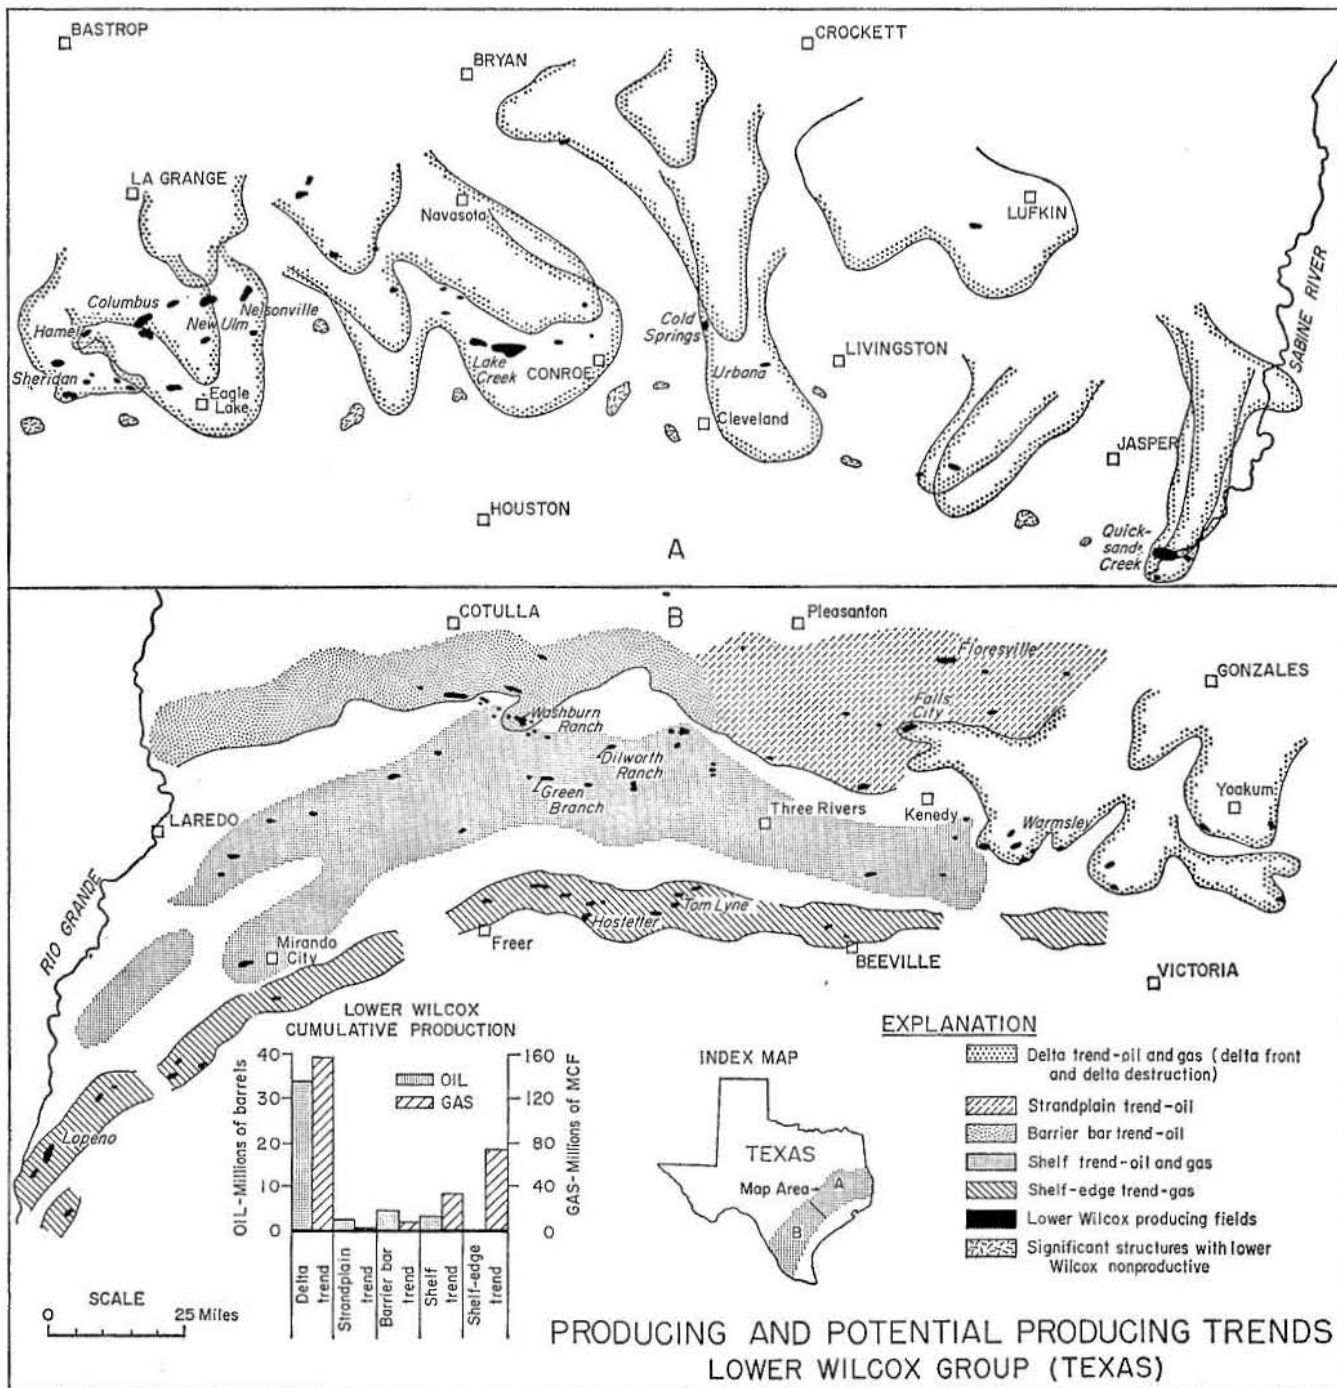 BASTROP
BRYAN
CROCKETT
LA GRANGE
Navasota
LUFKIN
SABINE RIVER
Columbus
Nelsonville
Hamel
New Ulm
Cold
Springs
LIVINGSTON
Sheridan
Lake
Creek
CONROE
Urbana
Eagle
Lake
Cleveland
JASPER
HOUSTON
A
Quick-
sand
Creek
COTULLA
B
Pleasanton
Floresville
GONZALES
Falls
City
Washburn
Ranch
Dilworth
Ranch
Green
Branch
Yoakum
LAREDO
Three Rivers
Kenedy
Warmsley
RIO GRANDE
Tom Lyne
Hostetter
Mirando
City
Freer
BEEVILLE
VICTORIA
Lopeno
LOWER WILCOX
CUMULATIVE PRODUCTION
OIL-Millions of barrels
40
30
20
10
0
OIL
GAS
160
120
80
40
0
GAS-Millions of MCF
Delta
trend
Strandplain
trend
Barrier bar
trend
Shelf
trend
Shelf-edge
trend
INDEX MAP
TEXAS
Map Area
A
B
EXPLANATION
Delta trend-oil and gas (delta front
and delta destruction)
Strandplain trend-oil
Barrier bar trend-oil
Shelf trend-oil and gas
Shelf-edge trend-gas
Lower Wilcox producing fields
Significant structures with lower
Wilcox nonproductive
SCALE
0 25 Miles
PRODUCING AND POTENTIAL PRODUCING TRENDS
LOWER WILCOX GROUP (TEXAS)